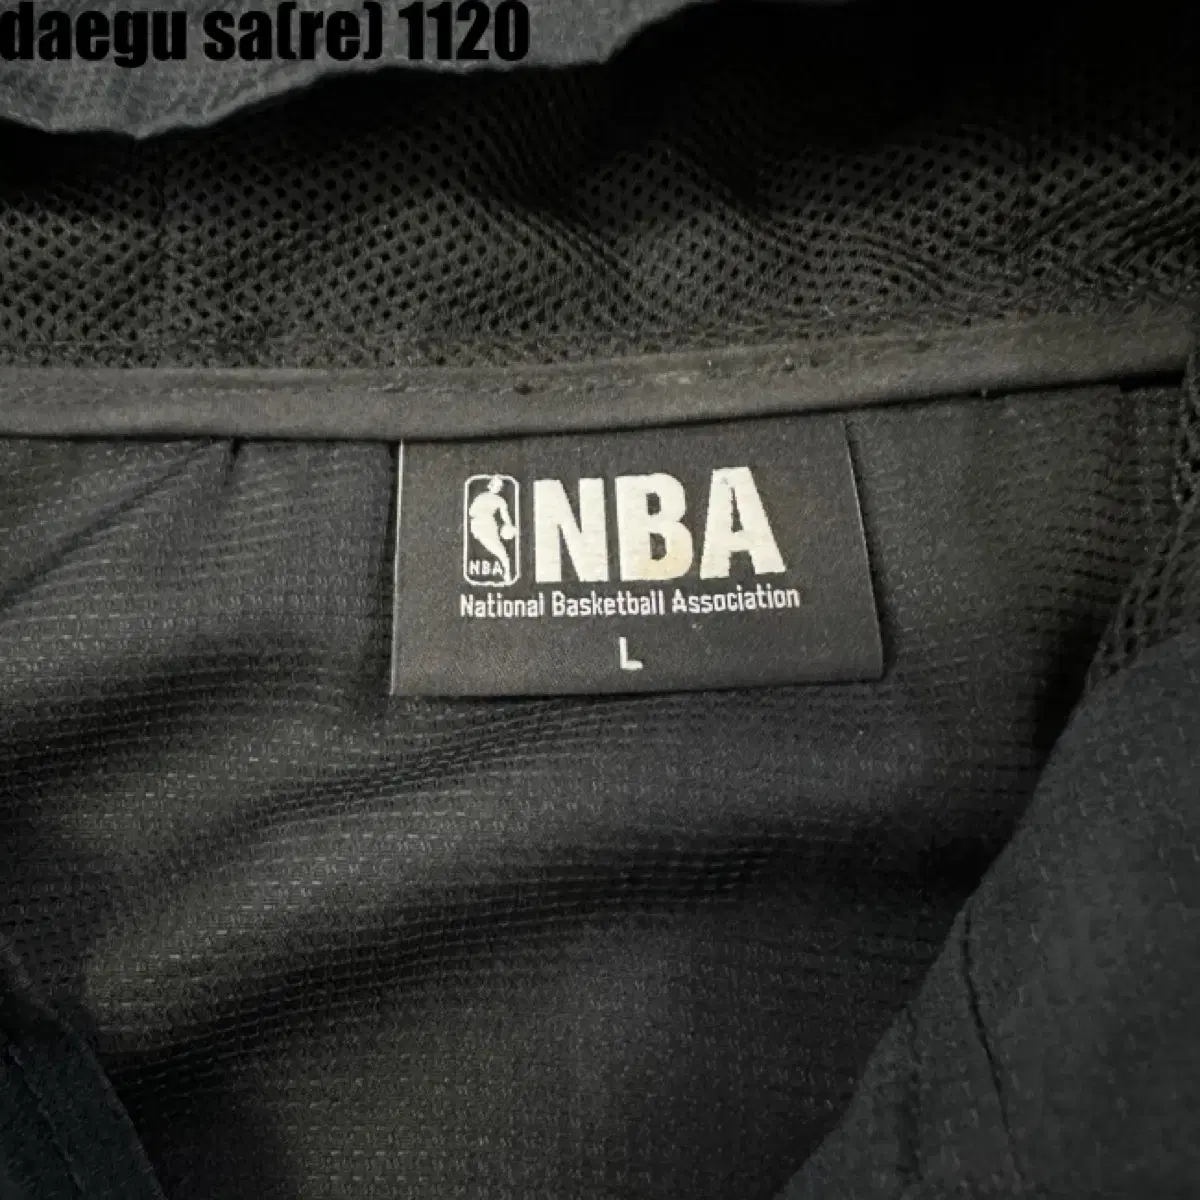 daegu sa(re) 1120
NBA
NBA
National Basketball Association
L